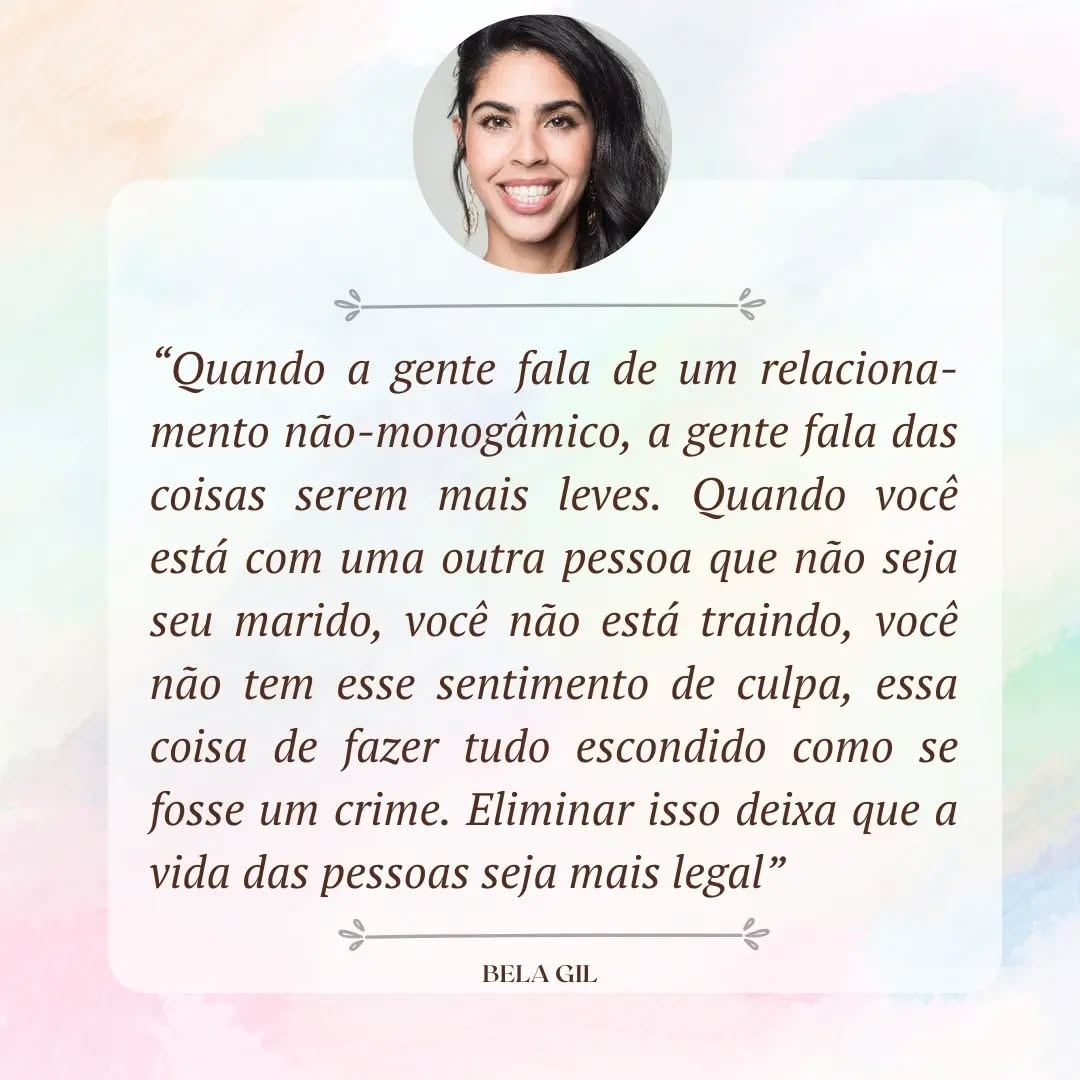 “Quando a gente fala de um relaciona-
mento não-monogâmico, a gente fala das
coisas serem mais leves. Quando você
está com uma outra pessoa que não seja
seu marido, você não está traindo, você
não tem esse sentimento de culpa, essa
coisa de fazer tudo escondido como se
fosse um crime. Eliminar isso deixa que a
vida das pessoas seja mais legal”
BELA GIL